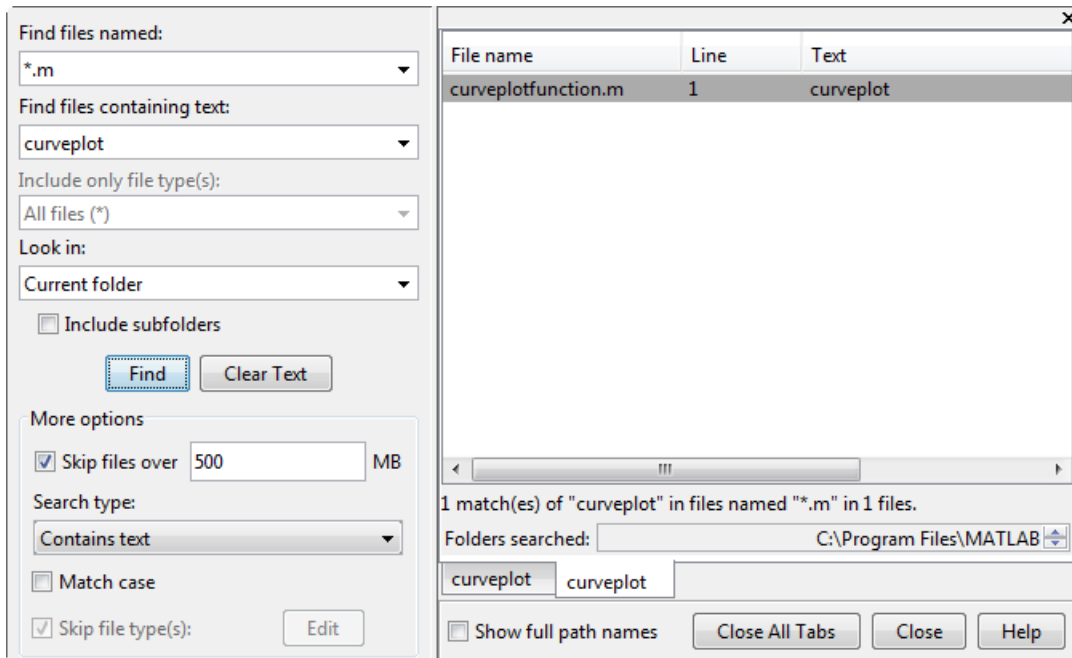 Find files named:
*.m
Find files containing text:
curveplot
Include only file type(s):
All files (*)
Look in:
Current folder
Include subfolders
Find Clear Text
More options
Skip files over 500 MB
Search type:
Contains text
Match case
Skip file type(s): Edit
File name Line Text
curveplotfunction.m 1 curveplot
1 match(es) of "curveplot" in files named "*.m" in 1 files.
Folders searched: C:\Program Files\MATLAB
curveplot curveplot
Show full path names Close All Tabs Close Help